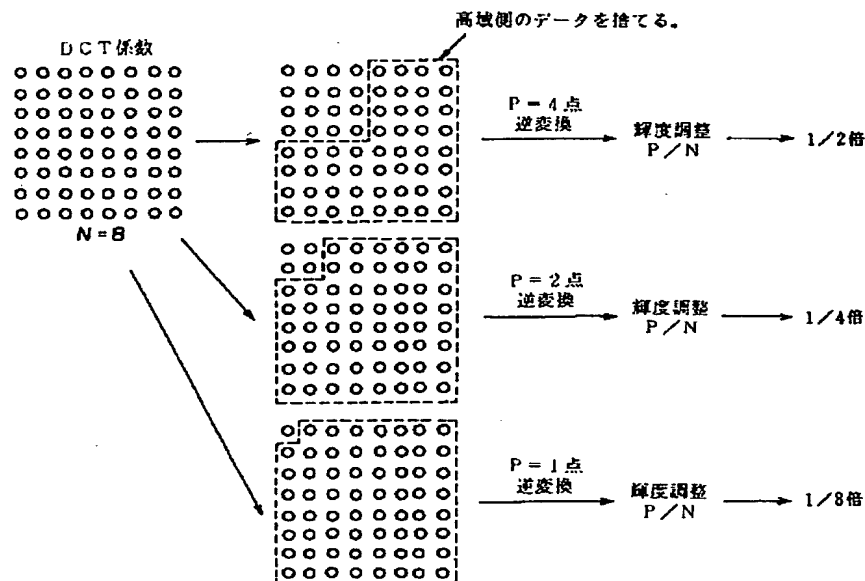 高域側のデータを捨てる。
DCT係数
N=8
P=4点
逆変換
輝度調整
P/N
1/2倍
P=2点
逆変換
輝度調整
P/N
1/4倍
P=1点
逆変換
輝度調整
P/N
1/8倍